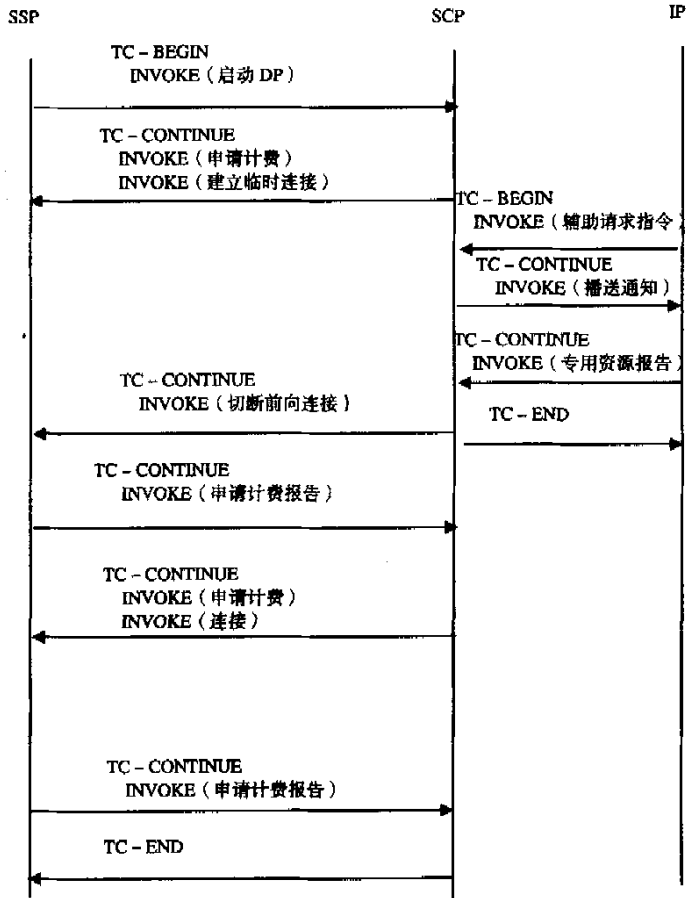 SSP SCP IP
TC - BEGIN
INVOKE（启动 DP）
TC - CONTINUE
INVOKE（申请计费）
INVOKE（建立临时连接）
TC - BEGIN
INVOKE（辅助请求指令）
TC - CONTINUE
INVOKE（播送通知）
TC - CONTINUE
INVOKE（专用资源报告）
TC - CONTINUE
INVOKE（切断前向连接）
TC - END
TC - CONTINUE
INVOKE（申请计费报告）
TC - CONTINUE
INVOKE（申请计费）
INVOKE（连接）
TC - CONTINUE
INVOKE（申请计费报告）
TC - END